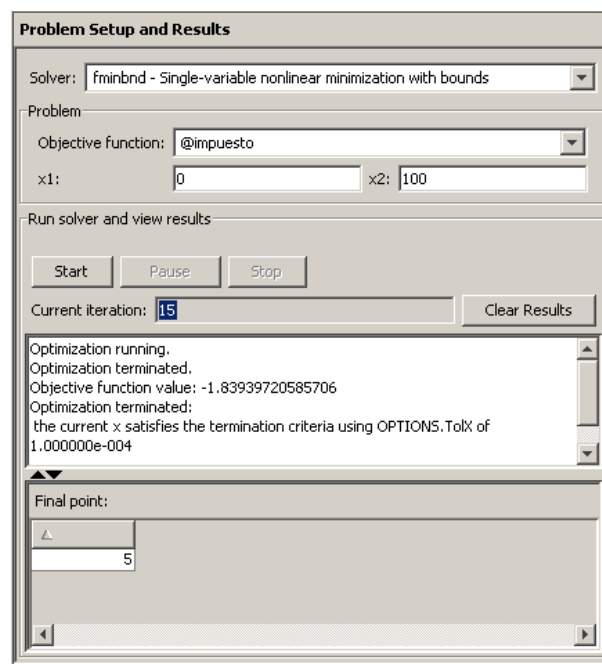 Problem Setup and Results
Solver: fminbnd - Single-variable nonlinear minimization with bounds
Problem
Objective function: @impuesto
x1: 0 x2: 100
Run solver and view results
Start Pause Stop
Current iteration: 15 Clear Results
Optimization running.
Optimization terminated.
Objective function value: -1.83939720585706
Optimization terminated:
the current x satisfies the termination criteria using OPTIONS.TolX of
1.000000e-004
Final point:
5